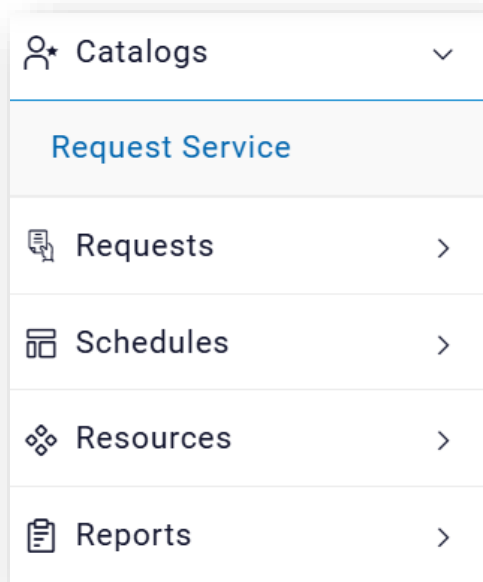 Catalogs
Request Service
Requests
Schedules
Resources
Reports